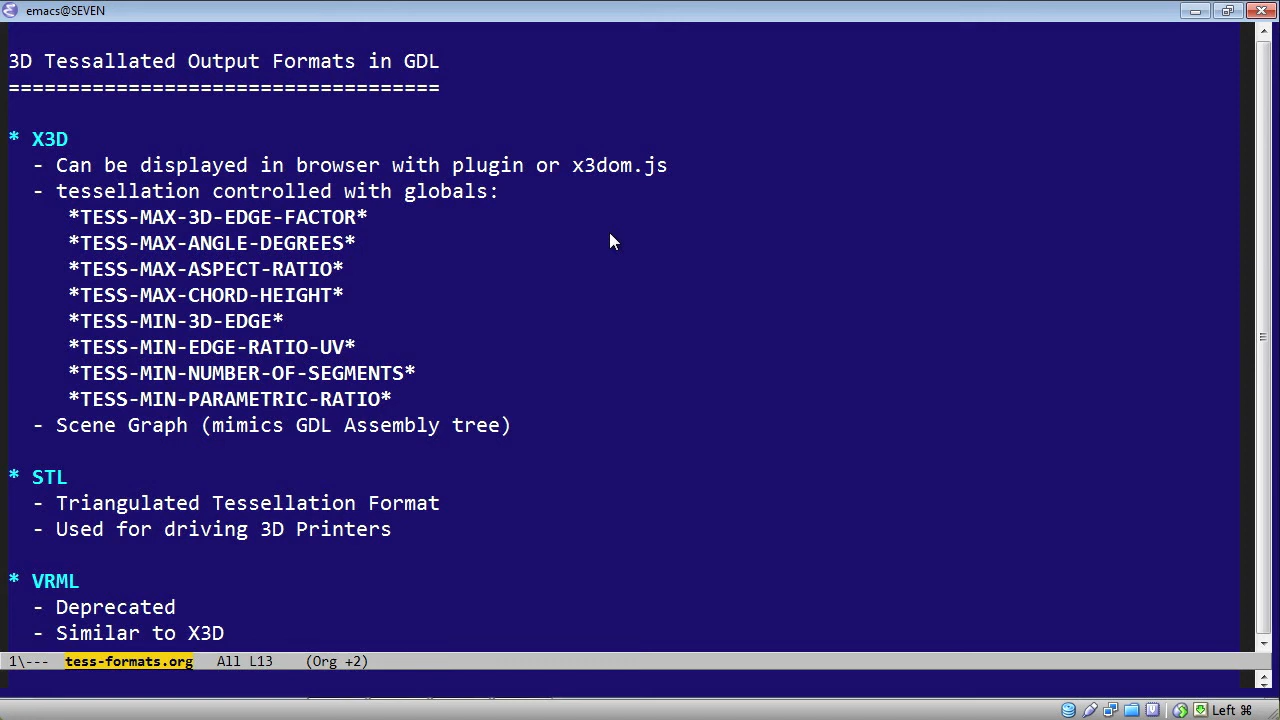 emacs@SEVEN
3D Tessallated Output Formats in GDL
====================================
* X3D
- Can be displayed in browser with plugin or x3dom.js
- tessellation controlled with globals:
*TESS-MAX-3D-EDGE-FACTOR*
*TESS-MAX-ANGLE-DEGREES*
*TESS-MAX-ASPECT-RATIO*
*TESS-MAX-CHORD-HEIGHT*
*TESS-MIN-3D-EDGE*
*TESS-MIN-EDGE-RATIO-UV*
*TESS-MIN-NUMBER-OF-SEGMENTS*
*TESS-MIN-PARAMETRIC-RATIO*
- Scene Graph (mimics GDL Assembly tree)
* STL
- Triangulated Tessellation Format
- Used for driving 3D Printers
* VRML
- Deprecated
- Similar to X3D
1\--- tess-formats.org All L13 (Org +2)
Left ⌘